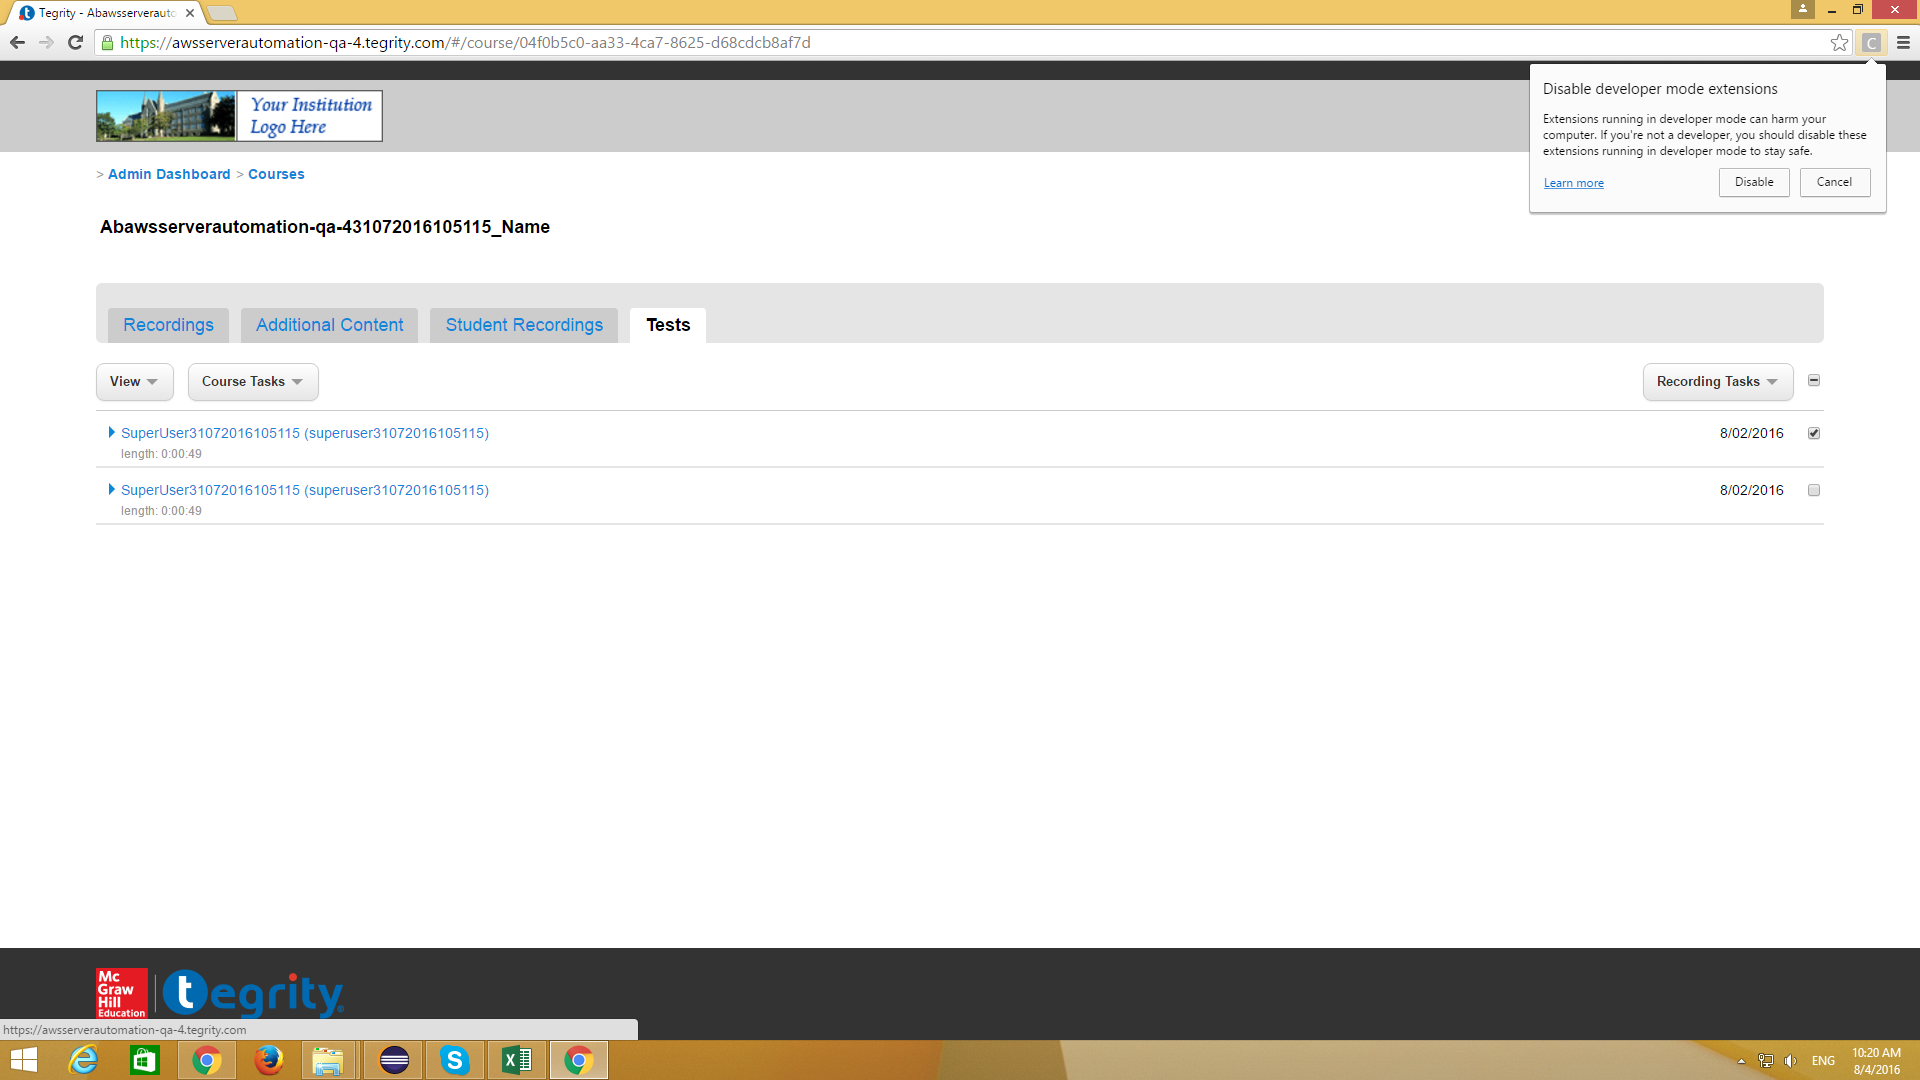 Tegrity - Abawsserverauto
https://awsserverautomation-qa-4.tegrity.com/#/course/04f0b5c0-aa33-4ca7-8625-d68cdcb8af7d
C
Your Institution
Logo Here
Disable developer mode extensions
Extensions running in developer mode can harm your
computer. If you're not a developer, you should disable these
extensions running in developer mode to stay safe.
Learn more
Disable
Cancel
> Admin Dashboard > Courses
Abawsserverautomation-qa-431072016105115_Name
Recordings
Additional Content
Student Recordings
Tests
View
Course Tasks
Recording Tasks
SuperUser31072016105115 (superuser31072016105115)
8/02/2016
length: 0:00:49
SuperUser31072016105115 (superuser31072016105115)
8/02/2016
length: 0:00:49
Mc
Graw
Hill
Education
tegrity
https://awsserverautomation-qa-4.tegrity.com
ENG
10:20 AM
8/4/2016